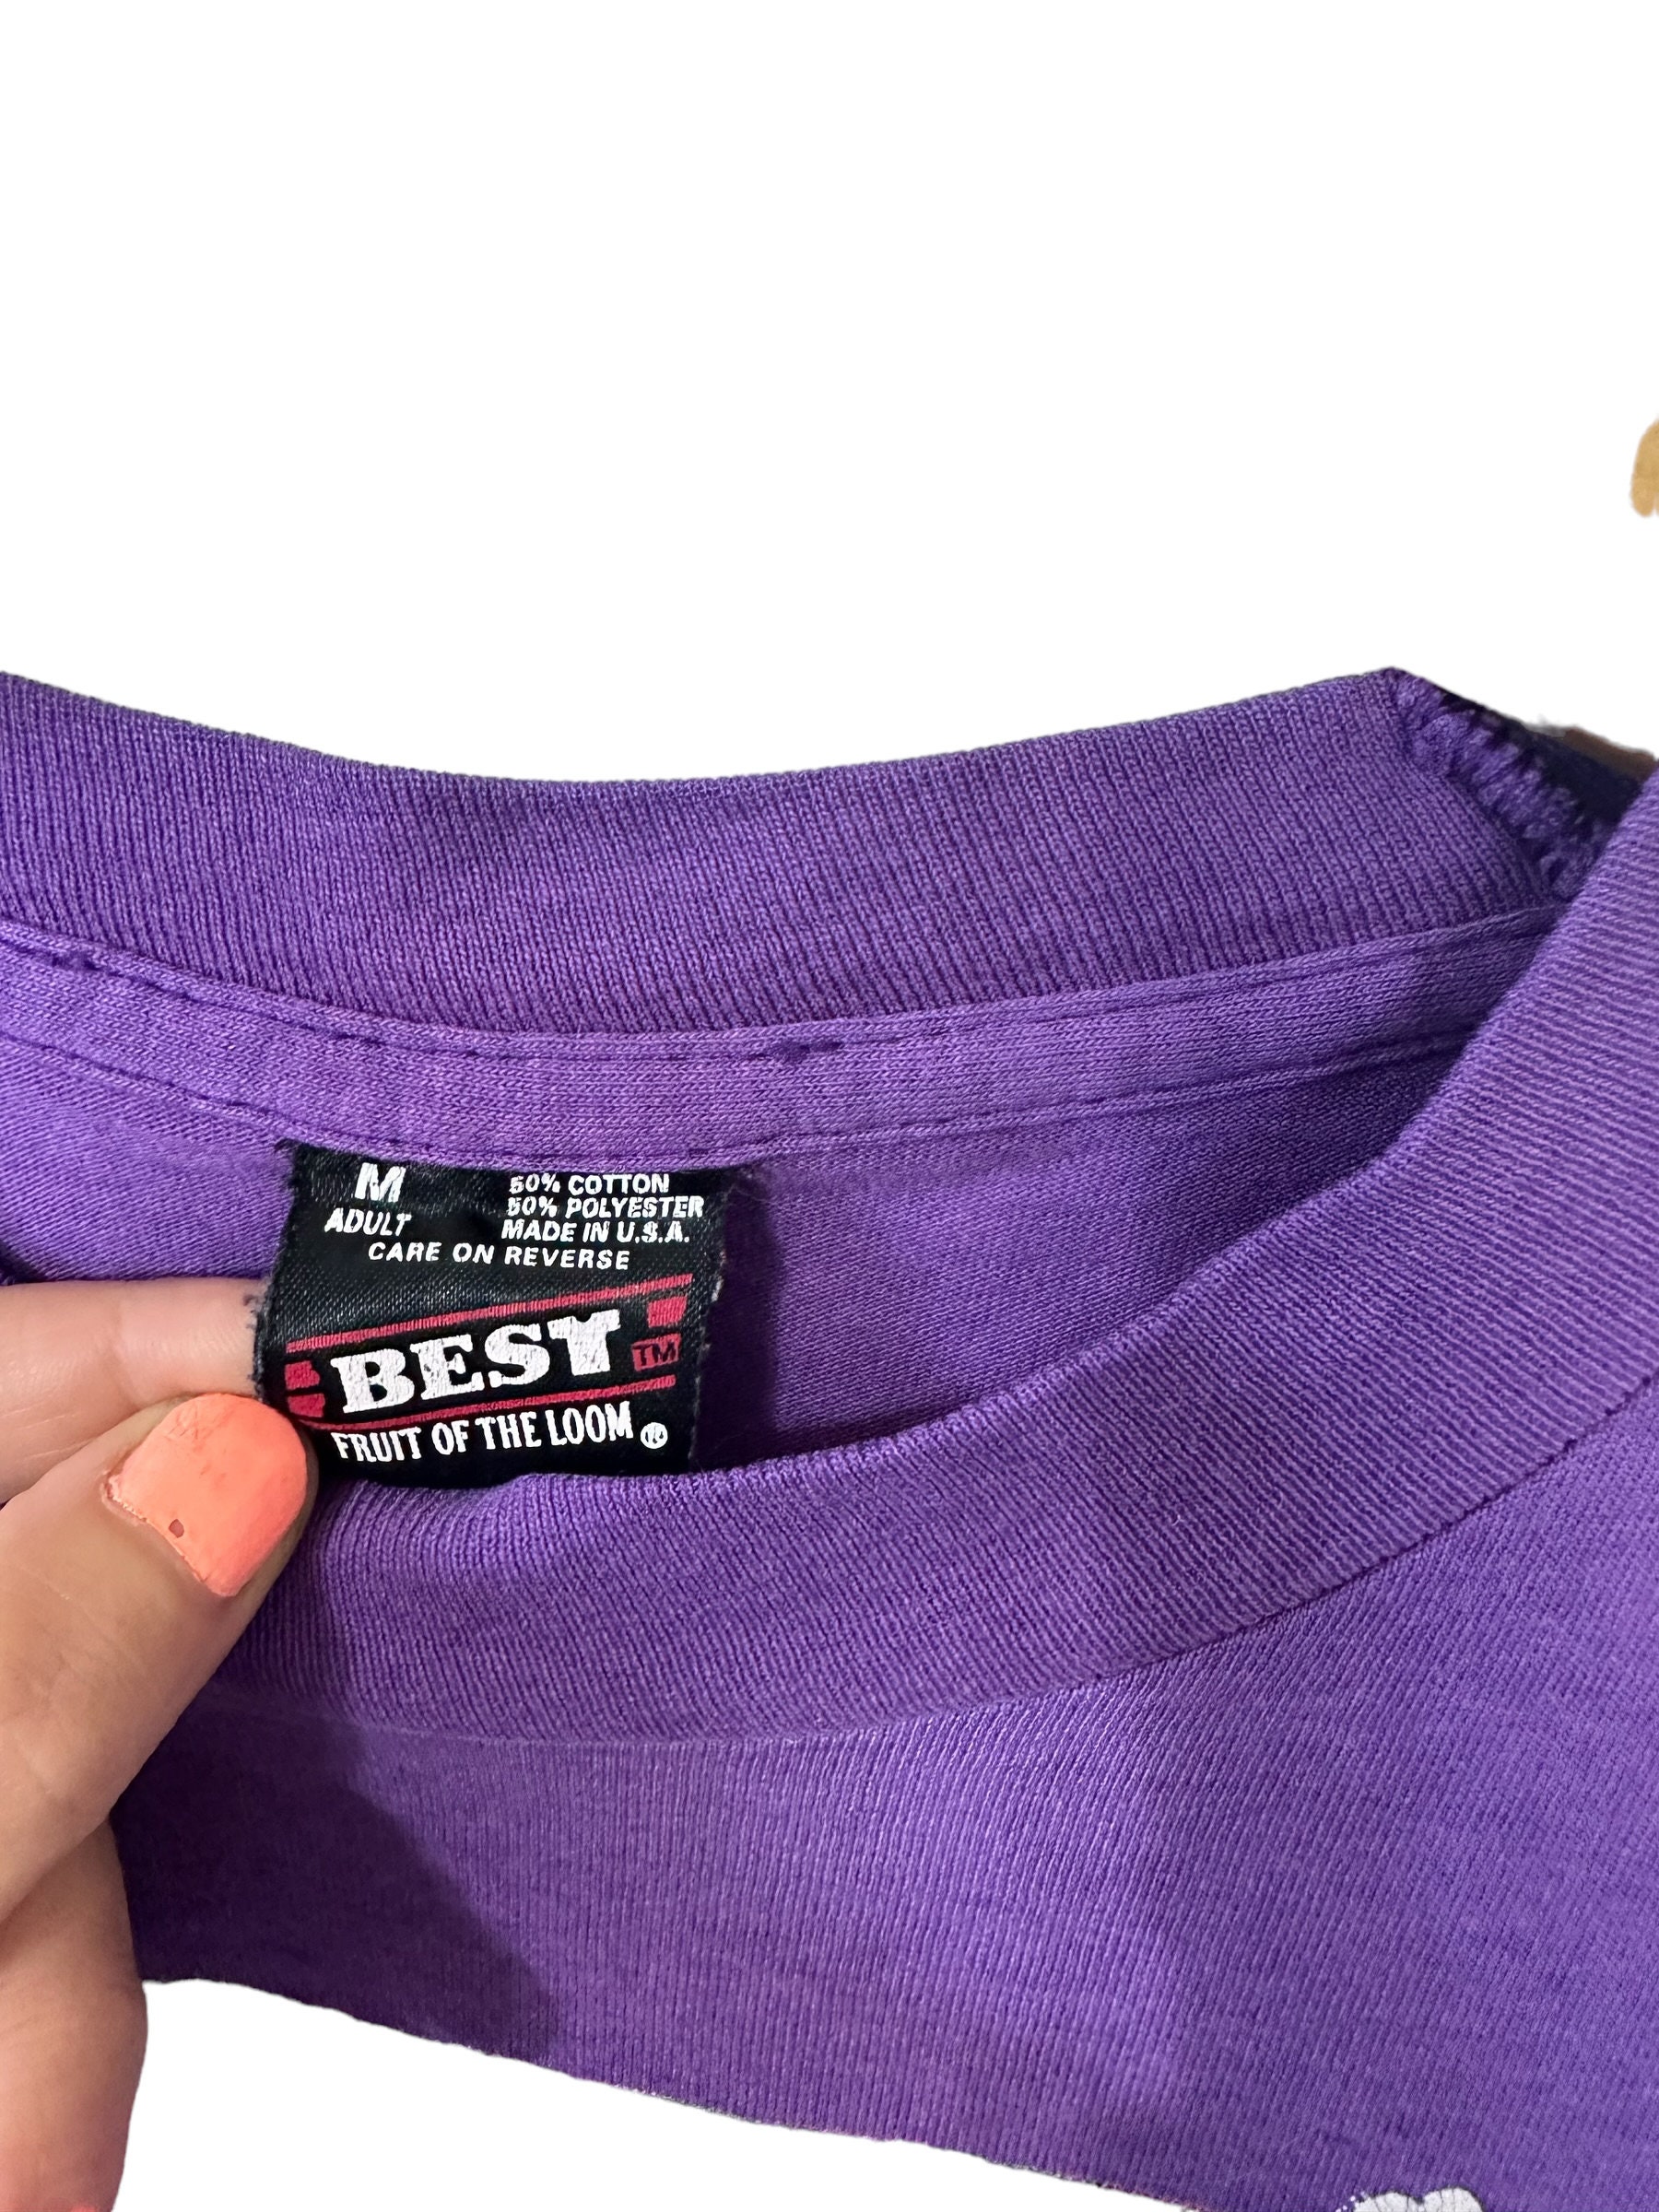 M
ADULT
50% COTTON
50% POLYESTER
MADE IN U.S.A.
CARE ON REVERSE
BEST TM
FRUIT OF THE LOOM ®